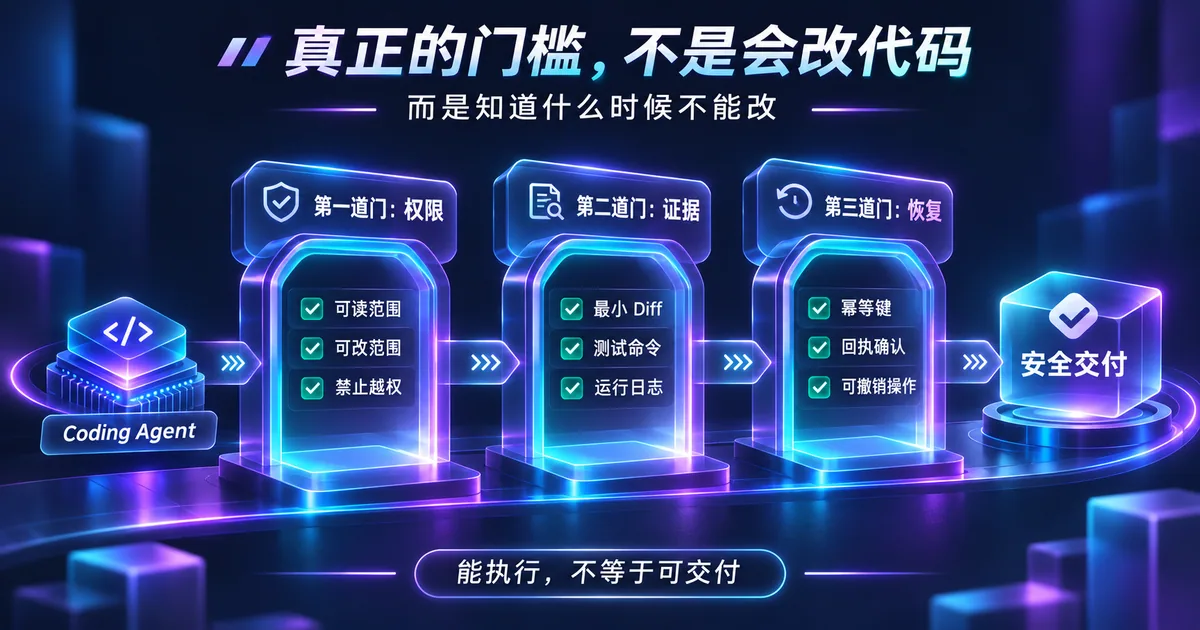 真正的门槛,不是会改代码
而是知道什么时候不能改
第一道门:权限
可读范围
可改范围
禁止越权
第二道门:证据
最小 Diff
测试命令
运行日志
第三道门:恢复
幂等键
回执确认
可撤销操作
</>
Coding Agent
安全交付
能执行,不等于可交付